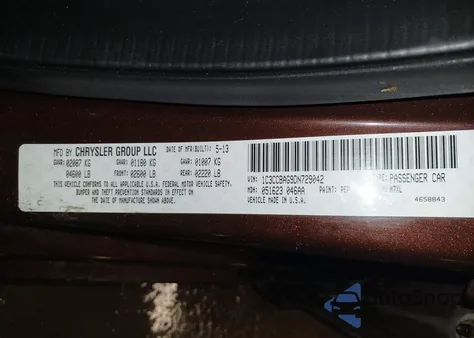 MFD BY CHRYSLER GROUP LLC DATE OF MFR(BUILT): 5-13
GVWR: 02087 KG GAWR: 01180 KG GAWR: 01007 KG
04600 LB FRONT: 02600 LB REAR: 02220 LB
THIS VEHICLE CONFORMS TO ALL APPLICABLE U.S.A. FEDERAL MOTOR VEHICLE SAFETY,
BUMPER AND THEFT PREVENTION STANDARDS IN EFFECT ON
THE DATE OF MANUFACTURE SHOWN ABOVE.
VIN: 1C3CCBAG9DN729042 PASSENGER CAR
MDH: 051623 046AA PAINT:
VEHICLE MADE IN U.S.A. 4658843
AutoSnap